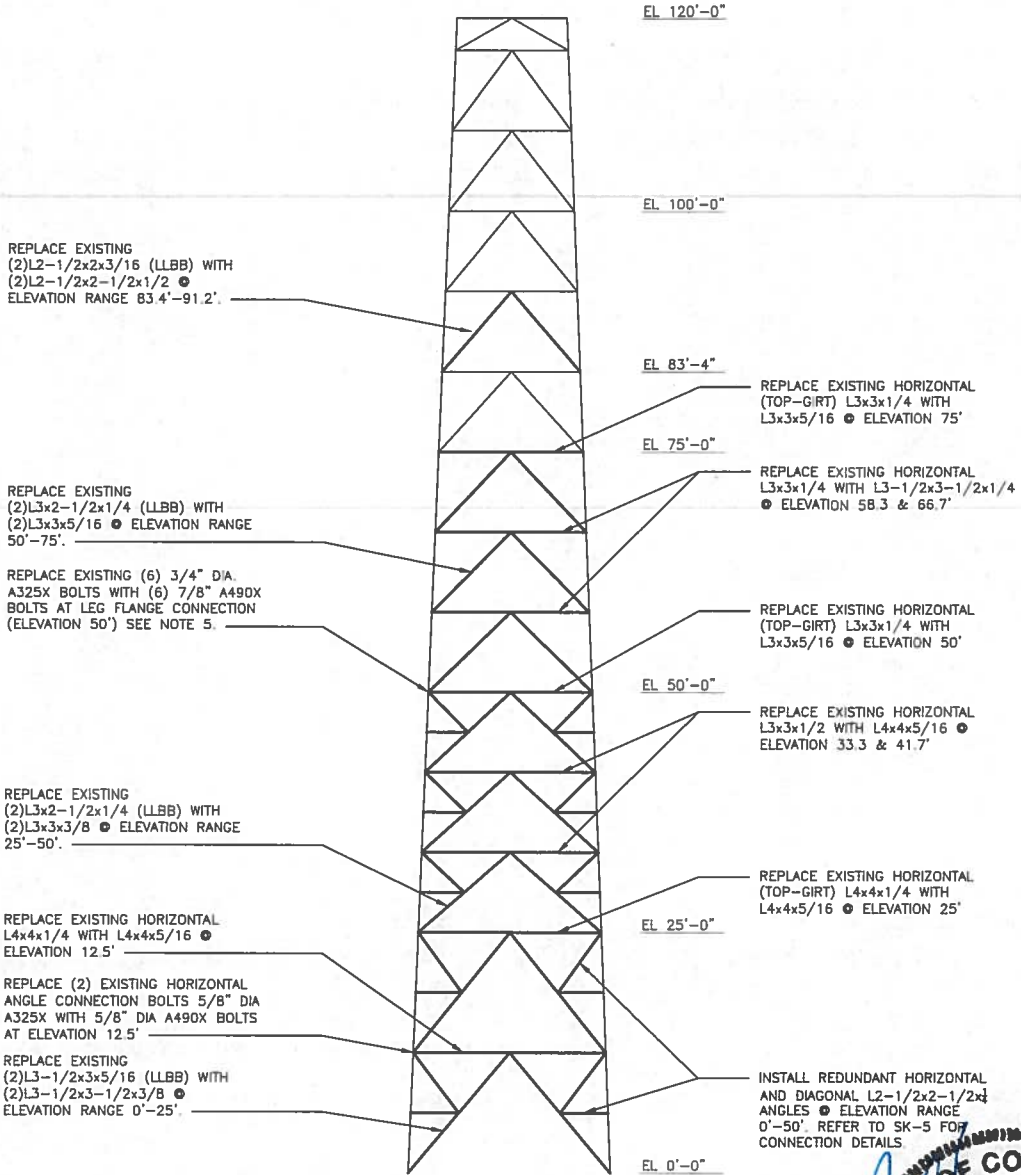 EL 120'-0"
EL 100'-0"
REPLACE EXISTING
(2)L2-1/2x2x3/16 (LLBB) WITH
(2)L2-1/2x2-1/2x1/2 @
ELEVATION RANGE 83.4'-91.2'.
EL 83'-4"
REPLACE EXISTING HORIZONTAL
(TOP-GIRT) L3x3x1/4 WITH
L3x3x5/16 @ ELEVATION 75'
EL 75'-0"
REPLACE EXISTING HORIZONTAL
L3x3x1/4 WITH L3-1/2x3-1/2x1/4
@ ELEVATION 58.3 & 66.7'
REPLACE EXISTING
(2)L3x2-1/2x1/4 (LLBB) WITH
(2)L3x3x5/16 @ ELEVATION RANGE
50'-75'.
REPLACE EXISTING (6) 3/4" DIA.
A325X BOLTS WITH (6) 7/8" A490X
BOLTS AT LEG FLANGE CONNECTION
(ELEVATION 50') SEE NOTE 5.
REPLACE EXISTING HORIZONTAL
(TOP-GIRT) L3x3x1/4 WITH
L3x3x5/16 @ ELEVATION 50'
EL 50'-0"
REPLACE EXISTING HORIZONTAL
L3x3x1/2 WITH L4x4x5/16 @
ELEVATION 33.3 & 41.7'
REPLACE EXISTING
(2)L3x2-1/2x1/4 (LLBB) WITH
(2)L3x3x3/8 @ ELEVATION RANGE
25'-50'.
REPLACE EXISTING HORIZONTAL
(TOP-GIRT) L4x4x1/4 WITH
L4x4x5/16 @ ELEVATION 25'
EL 25'-0"
REPLACE EXISTING HORIZONTAL
L4x4x1/4 WITH L4x4x5/16 @
ELEVATION 12.5'
REPLACE (2) EXISTING HORIZONTAL
ANGLE CONNECTION BOLTS 5/8" DIA
A325X WITH 5/8" DIA A490X BOLTS
AT ELEVATION 12.5'
REPLACE EXISTING
(2)L3-1/2x3x5/16 (LLBB) WITH
(2)L3-1/2x3-1/2x3/8 @
ELEVATION RANGE 0'-25'.
INSTALL REDUNDANT HORIZONTAL
AND DIAGONAL
ANGLES @ ELEVATION RANGE
0'-50'. REFER TO SK-5 FOR
CONNECTION DETAILS.
EL 0'-0"